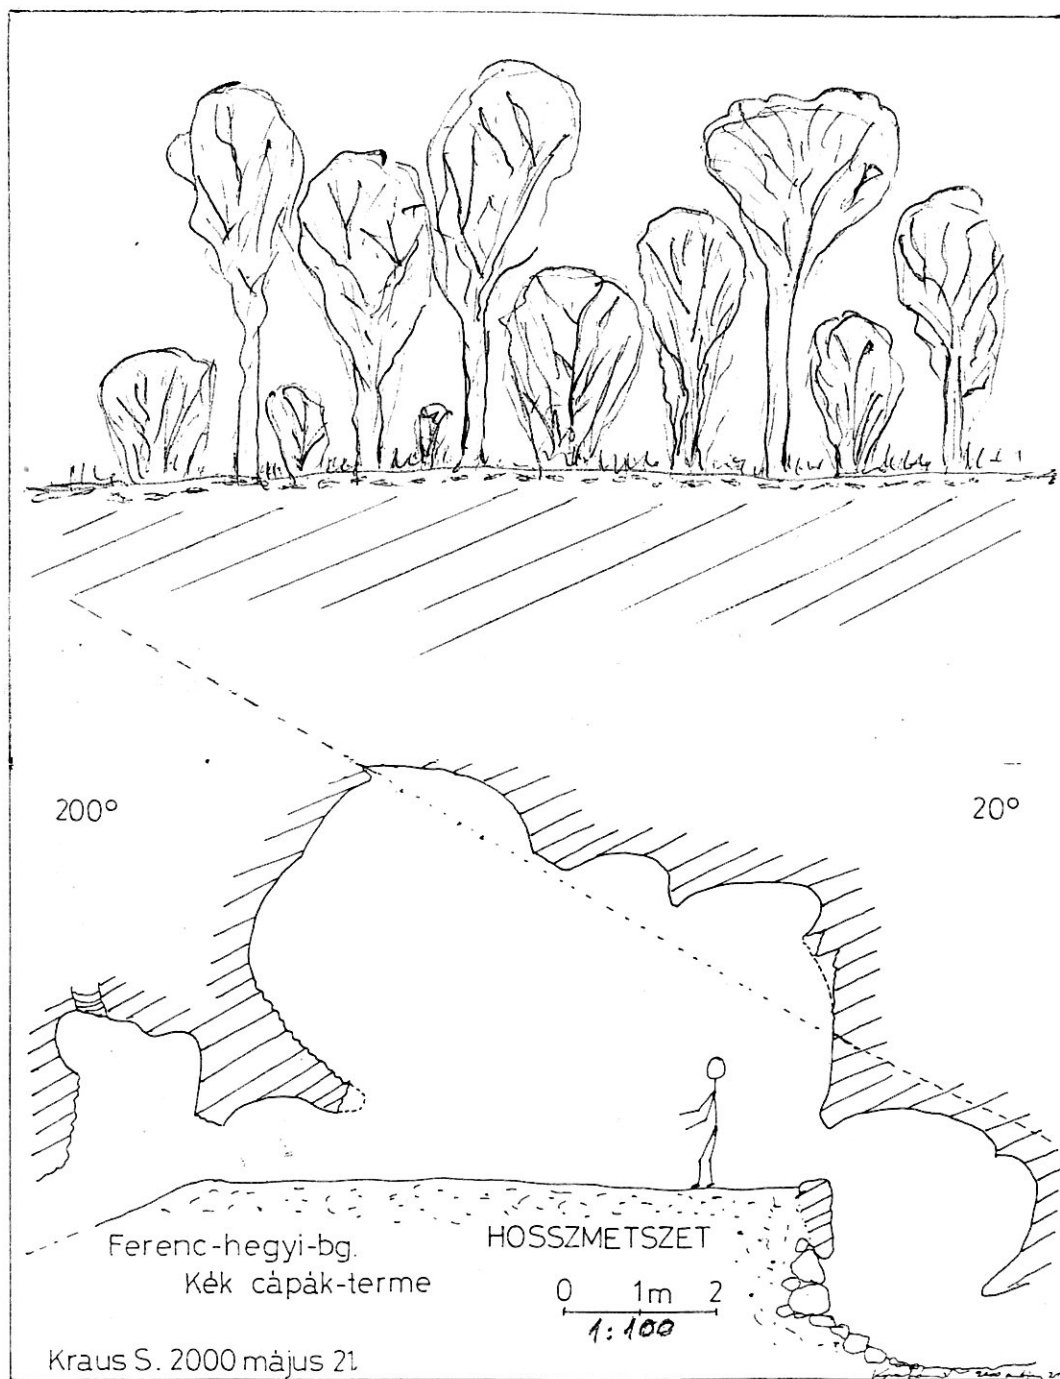 200° 20°
Ferenc-hegyi-bg.
Kék cápák-terme
HOSSZMETSZET
0 1m 2
1:100
Kraus S. 2000 május 21.